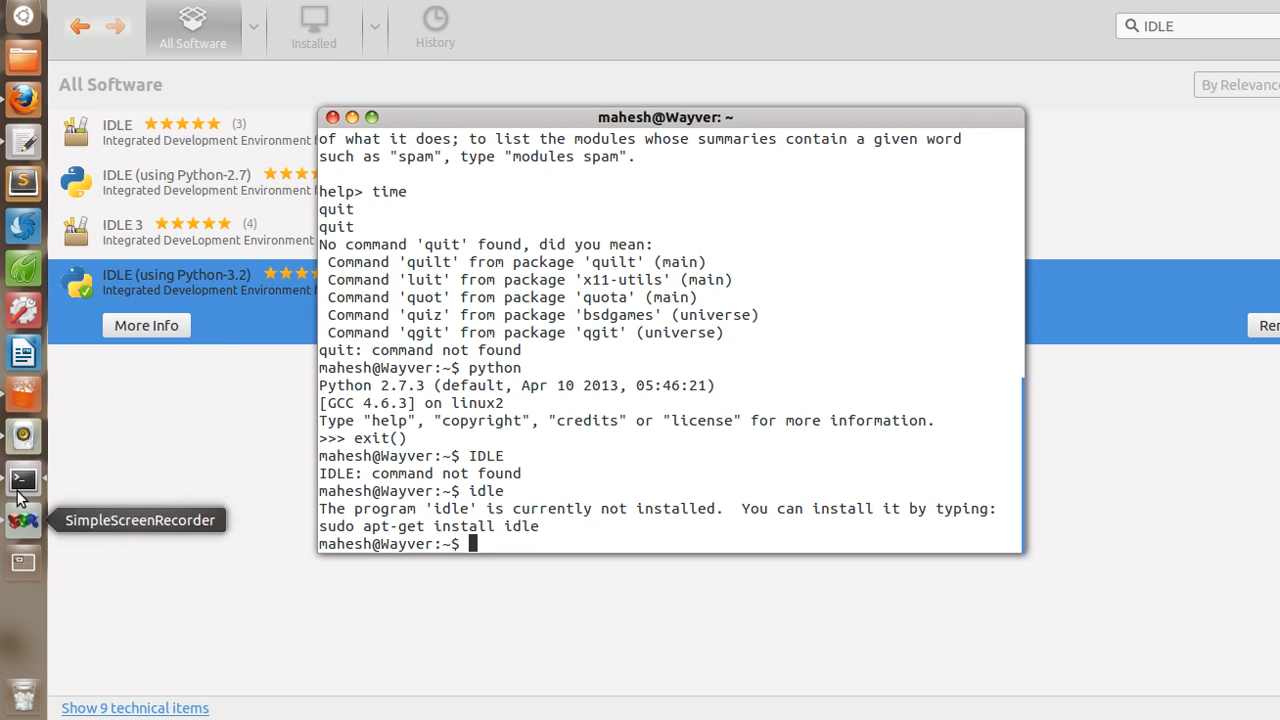 All Software
Installed
History
IDLE
All Software
By Relevance
IDLE (3)
Integrated Development Environment f
IDLE (using Python-2.7)
Integrated Development Environment f
IDLE 3 (4)
Integrated DeveLopment Environment
IDLE (using Python-3.2)
Integrated Development Environment f
More Info
Rem
mahesh@Wayver: ~
of what it does; to list the modules whose summaries contain a given word
such as "spam", type "modules spam".
help> time
quit
quit
No command 'quit' found, did you mean:
Command 'quilt' from package 'quilt' (main)
Command 'luit' from package 'x11-utils' (main)
Command 'quot' from package 'quota' (main)
Command 'quiz' from package 'bsdgames' (universe)
Command 'qgit' from package 'qgit' (universe)
quit: command not found
mahesh@Wayver:~$ python
Python 2.7.3 (default, Apr 10 2013, 05:46:21)
[GCC 4.6.3] on linux2
Type "help", "copyright", "credits" or "license" for more information.
>>> exit()
mahesh@Wayver:~$ IDLE
IDLE: command not found
mahesh@Wayver:~$ idle
The program 'idle' is currently not installed.  You can install it by typing:
sudo apt-get install idle
mahesh@Wayver:~$
SimpleScreenRecorder
Show 9 technical items